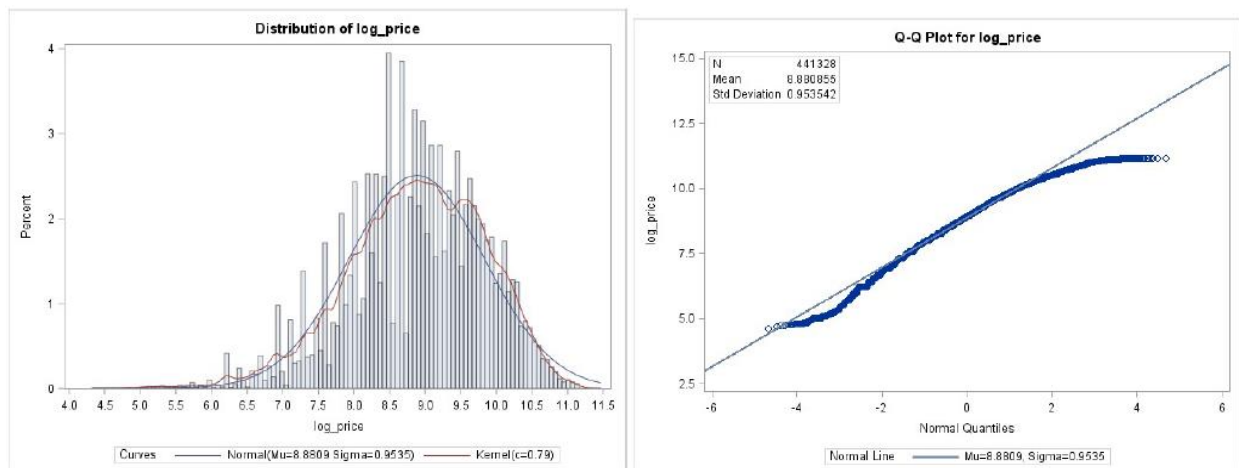 Distribution of log_price
4
3
2
1
0
Percent
4.0 4.5 5.0 5.5 6.0 6.5 7.0 7.5 8.0 8.5 9.0 9.5 10.0 10.5 11.0 11.5
log_price
Curves Normal(Mu=8.8809 Sigma=0.9535) Kernel(c=0.79)
Q-Q Plot for log_price
N 441328
Mean 8.880855
Std Deviation 0.953542
15.0
12.5
10.0
7.5
5.0
2.5
log_price
-6 -4 -2 0 2 4 6
Normal Quantiles
Normal Line Mu=8.8809, Sigma=0.9535